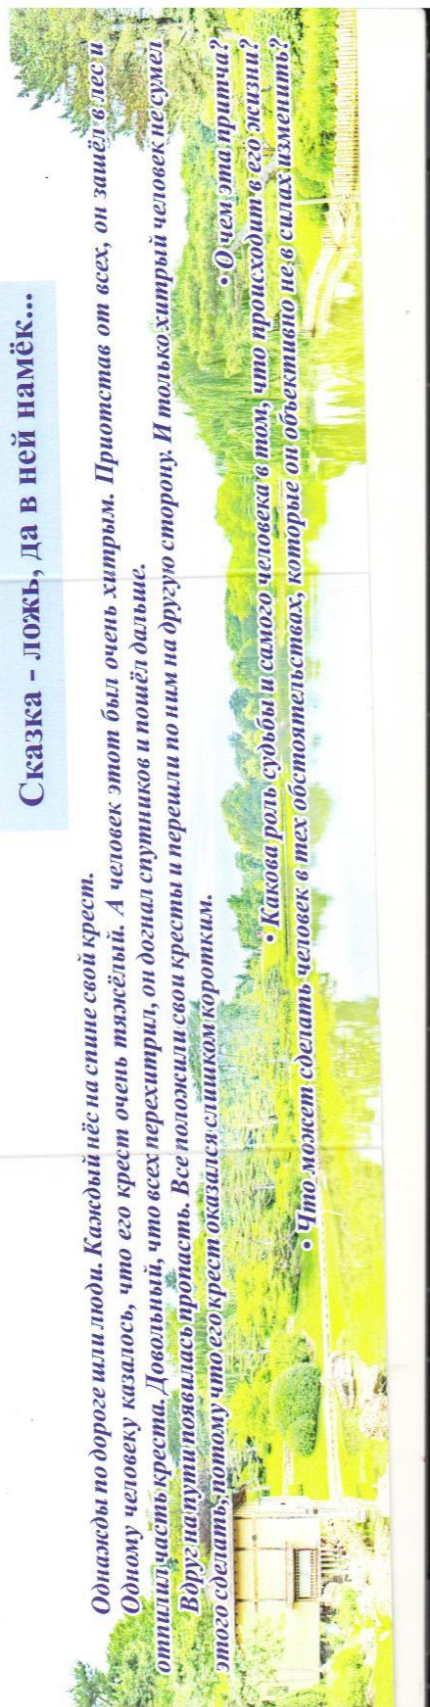 Сказка - ложь, да в ней намёк...
Однажды по дороге шли люди. Каждый нёс на спине свой крест.
Одному человеку казалось, что его крест очень тяжёлый. А человек этот был очень хитрым. Приотстав от всех, он зашёл в лес и
отпилил часть креста. Довольный, что всех перехитрил, он догнал спутников и пошёл дальше.
Вдруг на пути появилась пропасть. Все положили свои кресты и перешли по ним на другую сторону. И только хитрый человек не сумел
этого сделать, потому что его крест оказался слишком коротким.
• О чем эта притча?
• Какова роль судьбы и самого человека в том, что происходит в его жизни?
• Что может сделать человек в тех обстоятельствах, которые он объективно не в силах изменить?